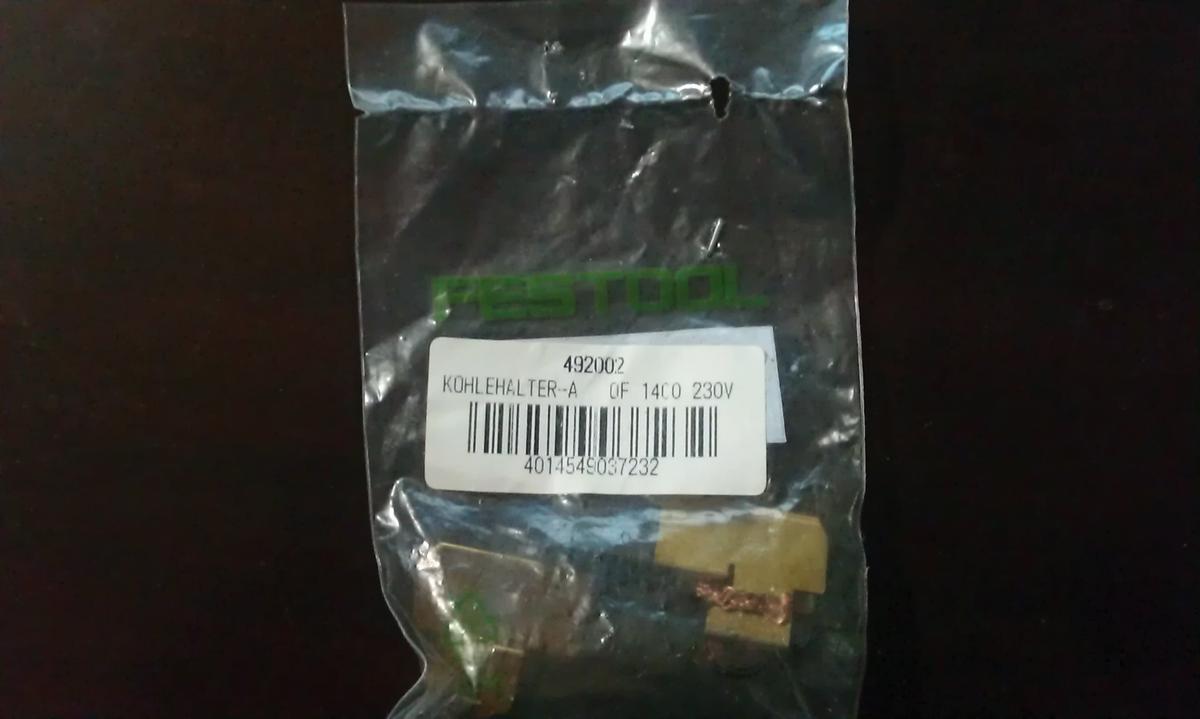 FESTOOL
492002
KOHLEHALTER-A OF 1400 230V
4014549037232